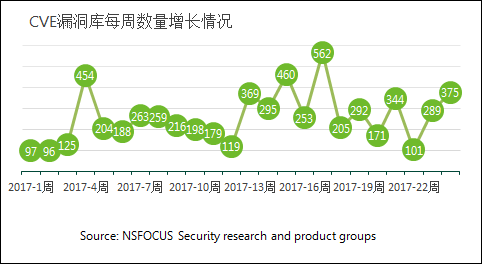 CVE漏洞库每周数量增长情况
97 96 125 454 204 188 263 259 216 198 179 119 369 295 460 253 562 205 292 171 344 101 289 375
2017-1周 2017-4周 2017-7周 2017-10周 2017-13周 2017-16周 2017-19周 2017-22周
Source: NSFOCUS Security research and product groups